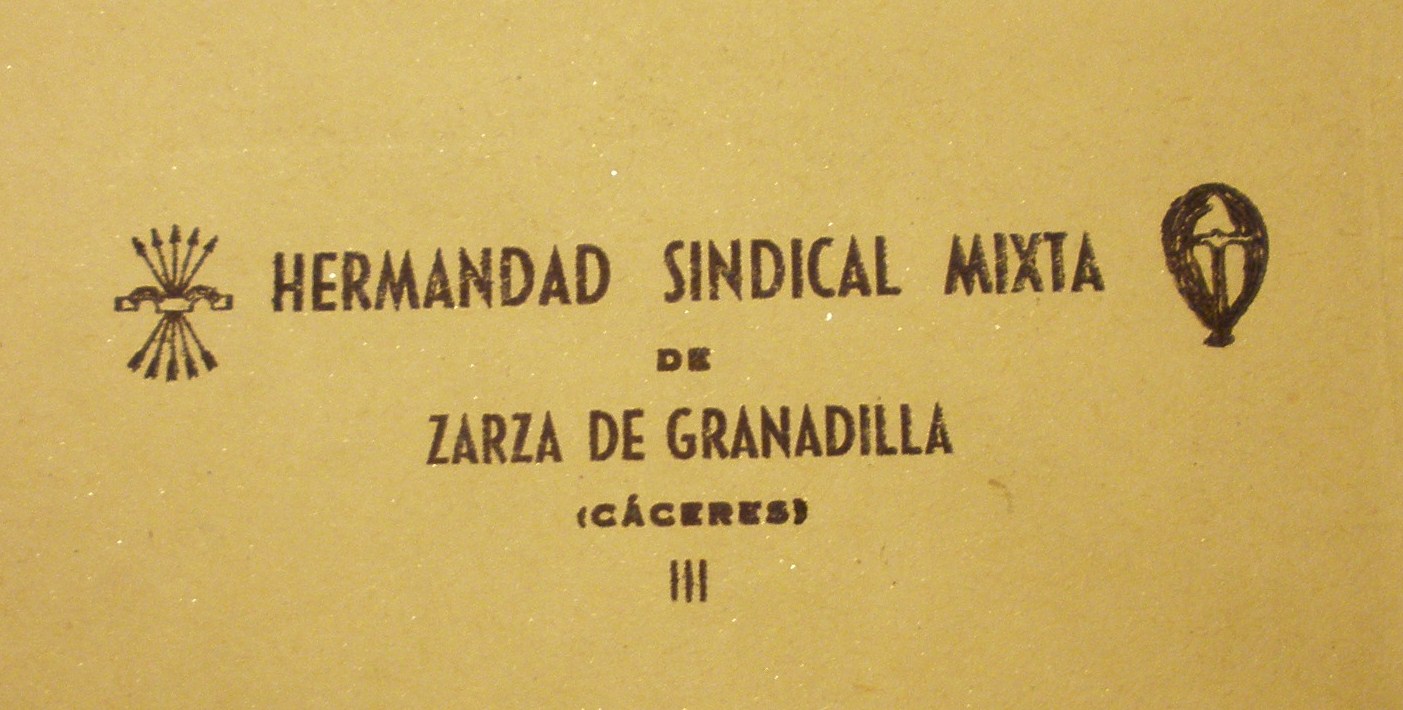 HERMANDAD SINDICAL MIXTA
DE
ZARZA DE GRANADILLA
(CÁCERES)
III